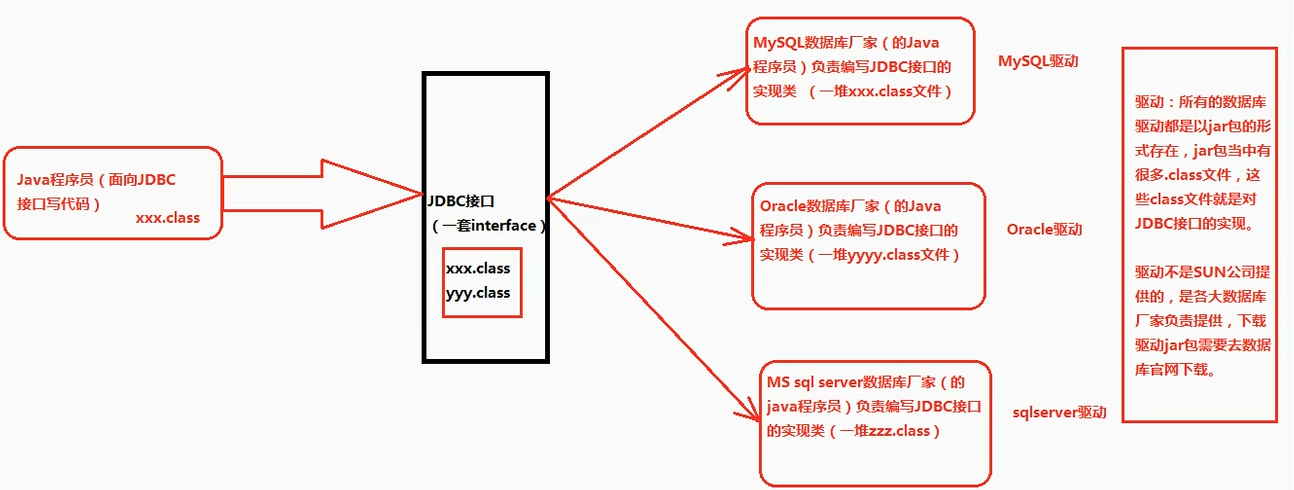 Java程序员（面向JDBC
接口写代码）
xxx.class
JDBC接口
（一套interface）
xxx.class
yyy.class
MySQL数据库厂家（的Java
程序员）负责编写JDBC接口的
实现类 （一堆xxx.class文件）
MySQL驱动
Oracle数据库厂家（的Java
程序员）负责编写JDBC接口的
实现类（一堆yyyy.class文件）
Oracle驱动
MS sql server数据库厂家（的
java程序员）负责编写JDBC接口
的实现类（一堆zzz.class）
sqlserver驱动
驱动：所有的数据库
驱动都是以jar包的形
式存在，jar包当中有
很多.class文件，这
些class文件就是对
JDBC接口的实现。
驱动不是SUN公司提
供的，是各大数据库
厂家负责提供，下载
驱动jar包需要去数据
库官网下载。